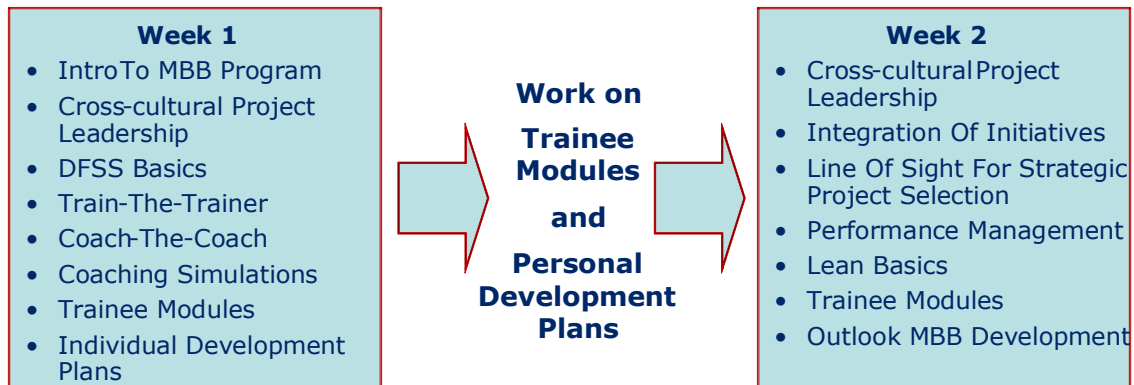 Week 1
• IntroTo MBB Program
• Cross-cultural Project
Leadership
• DFSS Basics
• Train-The-Trainer
• Coach-The-Coach
• Coaching Simulations
• Trainee Modules
• Individual Development
Plans
Work on
Trainee
Modules
and
Personal
Development
Plans
Week 2
• Cross-culturalProject
Leadership
• Integration Of Initiatives
• Line Of Sight For Strategic
Project Selection
• Performance Management
• Lean Basics
• Trainee Modules
• Outlook MBB Development